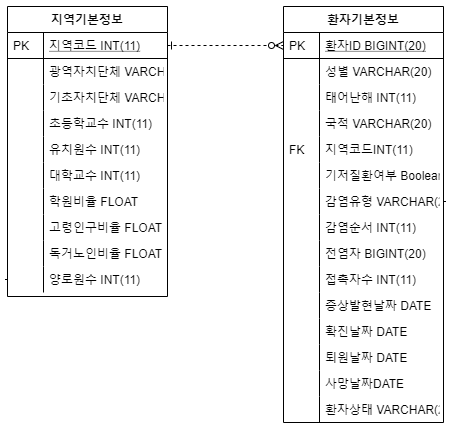 지역기본정보
PK 지역코드 INT(11)
광역자치단체 VARCH
기초자치단체 VARCH
초등학교수 INT(11)
유치원수 INT(11)
대학교수 INT(11)
학원비율 FLOAT
고령인구비율 FLOAT
독거노인비율 FLOAT
양로원수 INT(11)
환자기본정보
PK 환자ID BIGINT(20)
성별 VARCHAR(20)
태어난해 INT(11)
국적 VARCHAR(20)
FK 지역코드INT(11)
기저질환여부 Boolean
감염유형 VARCHAR(2
감염순서 INT(11)
전염자 BIGINT(20)
접촉자수 INT(11)
증상발현날짜 DATE
확진날짜 DATE
퇴원날짜 DATE
사망날짜DATE
환자상태 VARCHAR(2